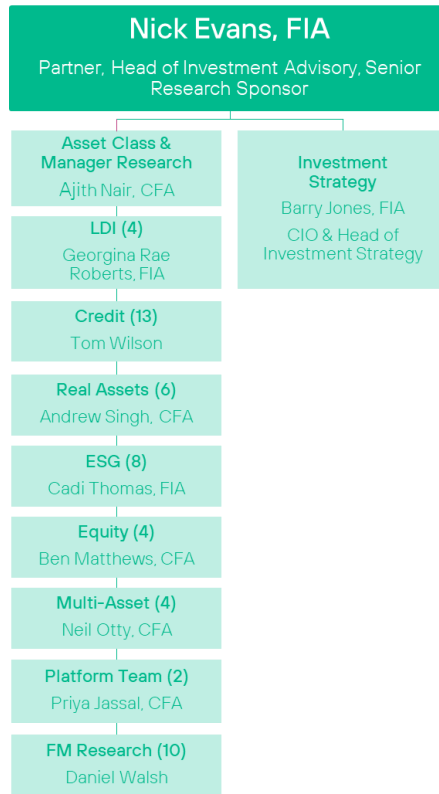 Nick Evans, FIA
Partner, Head of Investment Advisory, Senior
Research Sponsor
Asset Class &
Manager Research
Ajith Nair, CFA
LDI (4)
Georgina Rae
Roberts, FIA
Credit (13)
Tom Wilson
Real Assets (6)
Andrew Singh, CFA
ESG (8)
Cadi Thomas, FIA
Equity (4)
Ben Matthews, CFA
Multi-Asset (4)
Neil Otty, CFA
Platform Team (2)
Priya Jassal, CFA
FM Research (10)
Daniel Walsh
Investment
Strategy
Barry Jones, FIA
CIO & Head of
Investment Strategy